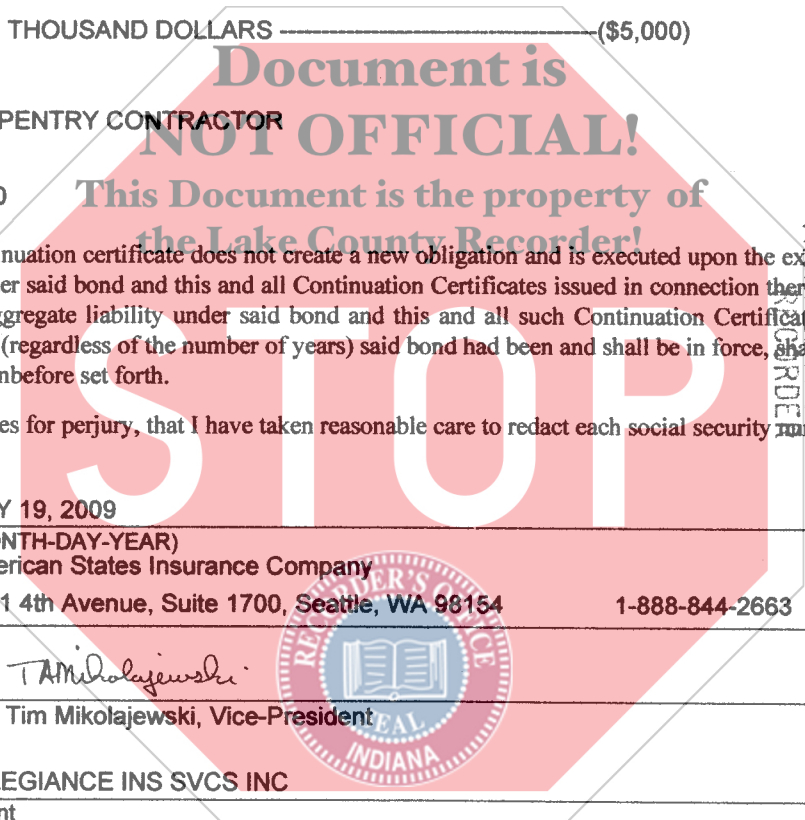 THOUSAND DOLLARS ----------------------------------------($5,000)
Document is
PENTRY CONTRACTOR
NOT OFFICIAL!
This Document is the property of
the Lake County Recorder!
nuation certificate does not create a new obligation and is executed upon the ex
er said bond and this and all Continuation Certificates issued in connection ther
ggregate liability under said bond and this and all such Continuation Certificat
(regardless of the number of years) said bond had been and shall be in force, sha
nbefore set forth.
RECORDE
es for perjury, that I have taken reasonable care to redact each social security nu
STOP
Y 19, 2009
NTH-DAY-YEAR)
erican States Insurance Company
1 4th Avenue, Suite 1700, Seattle, WA 98154 1-888-844-2663
TAMikolajewski
Tim Mikolajewski, Vice-President
RECORDER'S OFFICE
SEAL
INDIANA
EGIANCE INS SVCS INC
nt